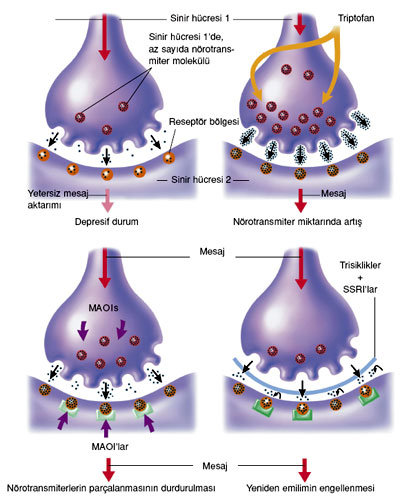 Sinir hücresi 1
Triptofan
Sinir hücresi 1'de,
az sayıda nörotrans-
miter molekülü
Reseptör bölgesi
Sinir hücresi 2
Yetersiz mesaj
aktarımı
Mesaj
Depresif durum
Nörotransmiter miktarında artış
Mesaj
Trisiklikler
+
SSRI'lar
MAOIs
MAOI'lar
Mesaj
Nörotransmiterlerin parçalanmasının durdurulması
Yeniden emilimin engellenmesi